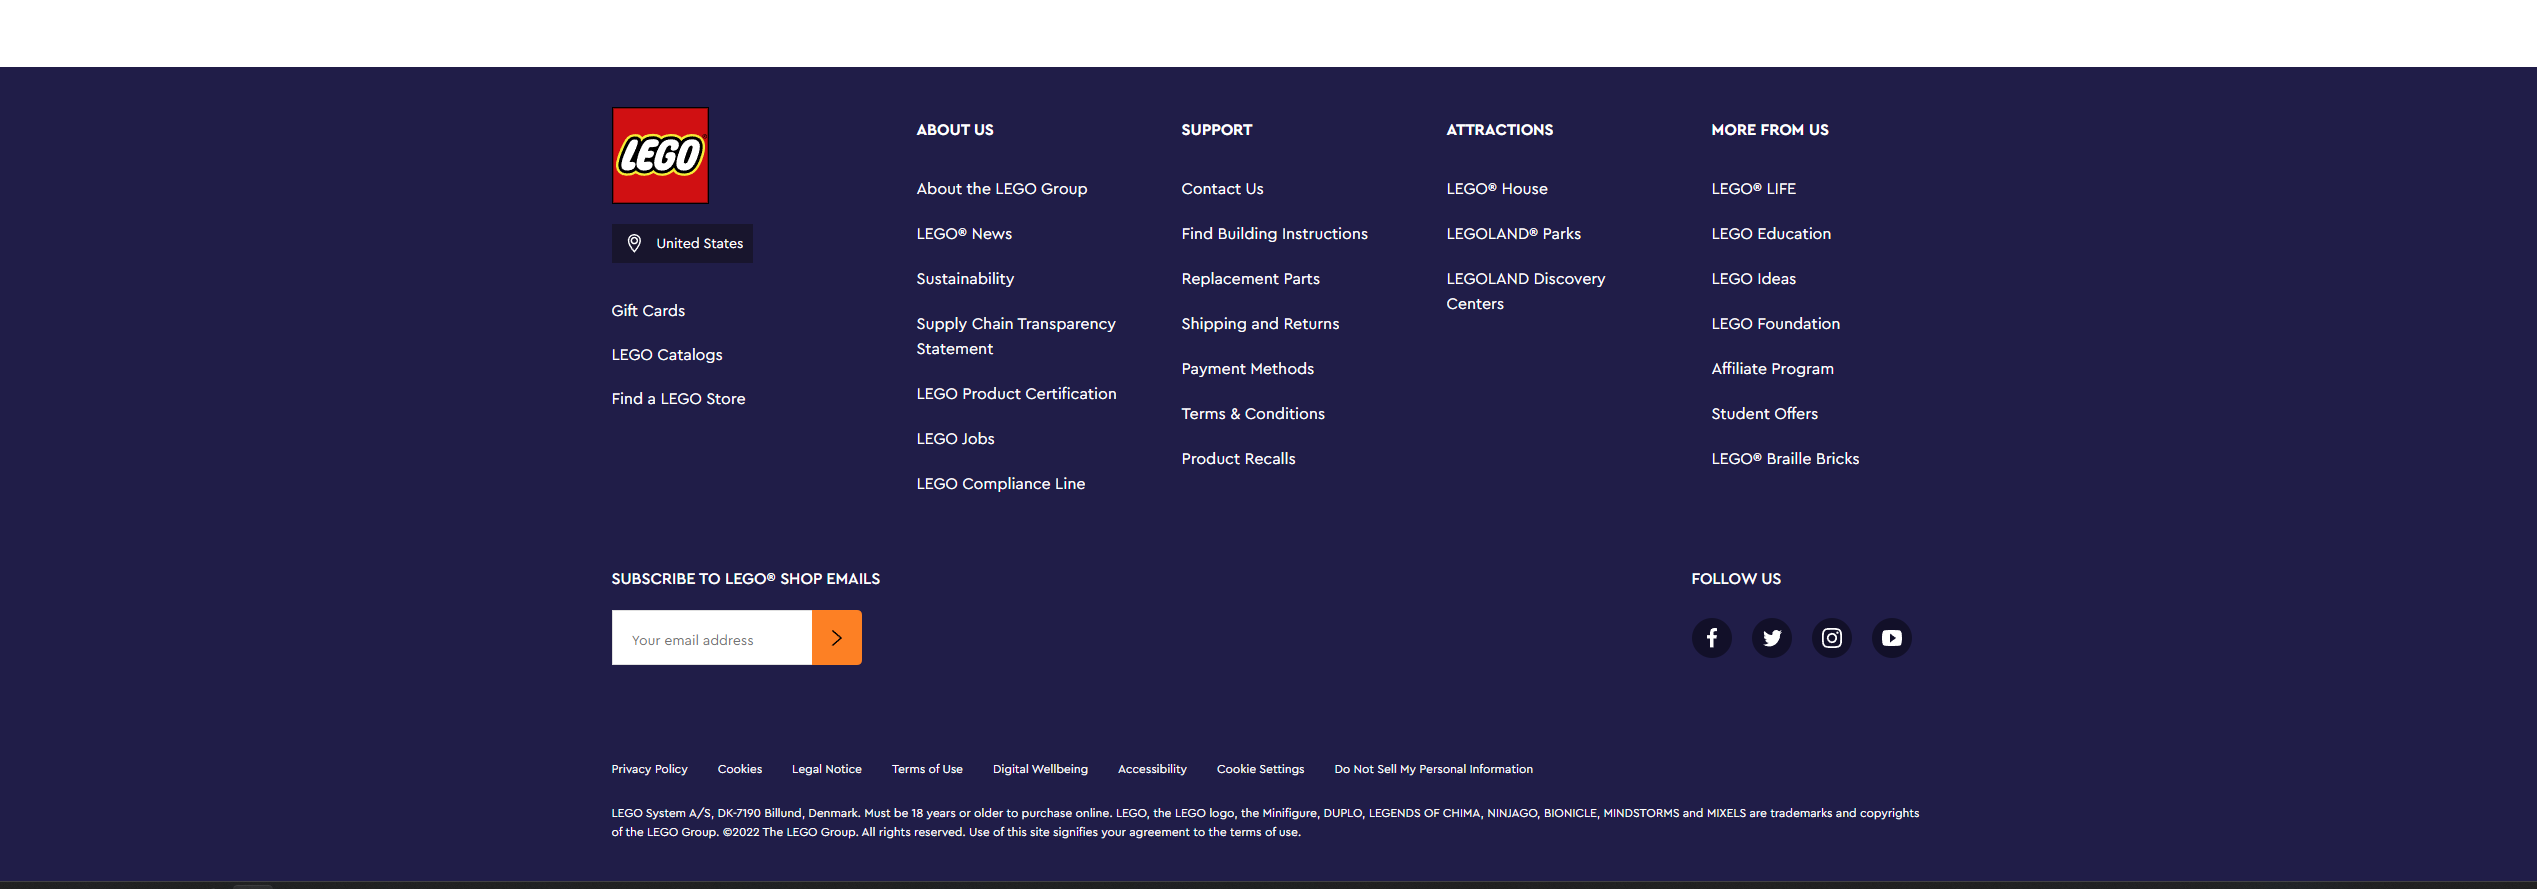 LEGO
United States
Gift Cards
LEGO Catalogs
Find a LEGO Store
ABOUT US
About the LEGO Group
LEGO® News
Sustainability
Supply Chain Transparency
Statement
LEGO Product Certification
LEGO Jobs
LEGO Compliance Line
SUPPORT
Contact Us
Find Building Instructions
Replacement Parts
Shipping and Returns
Payment Methods
Terms & Conditions
Product Recalls
ATTRACTIONS
LEGO® House
LEGOLAND® Parks
LEGOLAND Discovery
Centers
MORE FROM US
LEGO® LIFE
LEGO Education
LEGO Ideas
LEGO Foundation
Affiliate Program
Student Offers
LEGO® Braille Bricks
SUBSCRIBE TO LEGO® SHOP EMAILS
Your email address
FOLLOW US
Privacy Policy Cookies Legal Notice Terms of Use Digital Wellbeing Accessibility Cookie Settings Do Not Sell My Personal Information
LEGO System A/S, DK-7190 Billund, Denmark. Must be 18 years or older to purchase online. LEGO, the LEGO logo, the Minifigure, DUPLO, LEGENDS OF CHIMA, NINJAGO, BIONICLE, MINDSTORMS and MIXELS are trademarks and copyrights
of the LEGO Group. ©2022 The LEGO Group. All rights reserved. Use of this site signifies your agreement to the terms of use.